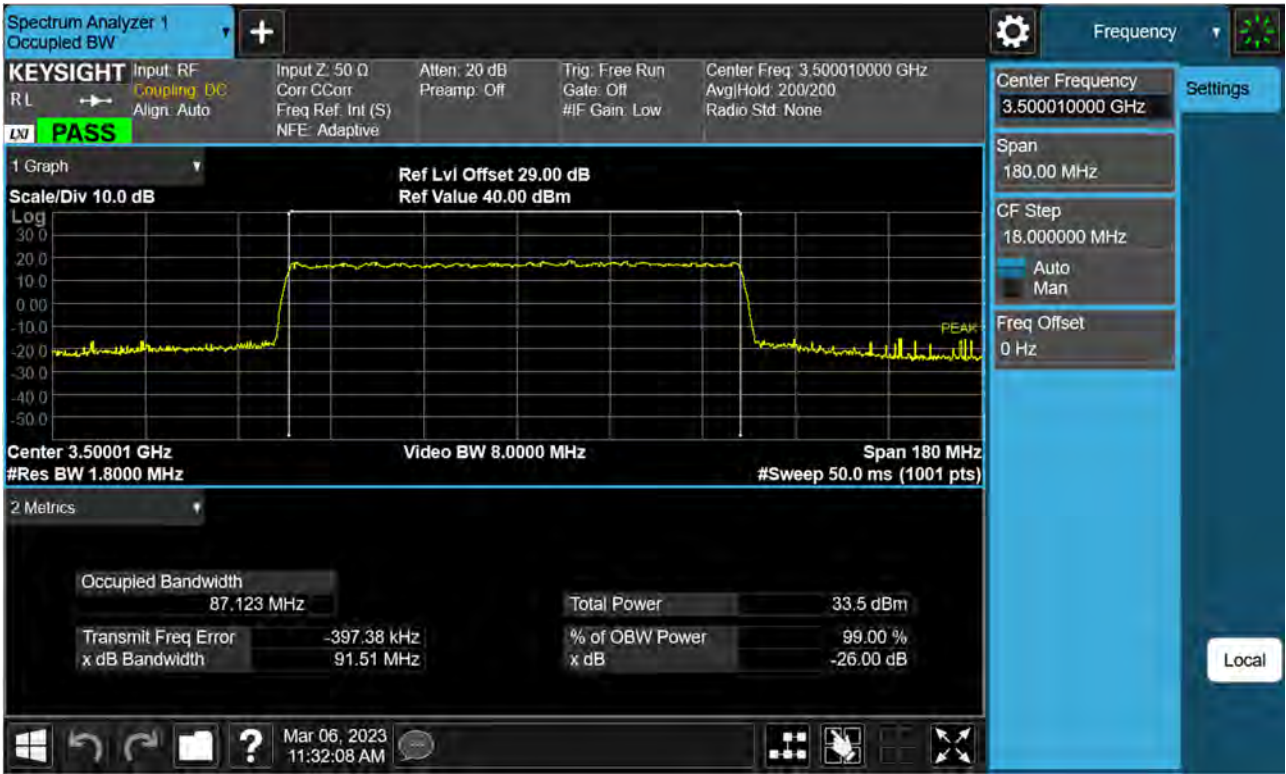 Spectrum Analyzer 1
Occupied BW
+
Frequency
KEYSIGHT
R L
LXI
PASS
Input: RF
Coupling: DC
Align: Auto
Input Z: 50 Ω
Corr CCorr
Freq Ref: Int (S)
NFE: Adaptive
Atten: 20 dB
Preamp: Off
Trig: Free Run
Gate: Off
#IF Gain: Low
Center Freq: 3.500010000 GHz
Avg|Hold: 200/200
Radio Std: None
Center Frequency
3.500010000 GHz
Settings
Span
180.00 MHz
CF Step
18.000000 MHz
Auto
Man
Freq Offset
0 Hz
1 Graph
Scale/Div 10.0 dB
Ref Lvl Offset 29.00 dB
Ref Value 40.00 dBm
Log
30.0
20.0
10.0
0.00
-10.0
-20.0
-30.0
-40.0
-50.0
PEAK
Center 3.50001 GHz
#Res BW 1.8000 MHz
Video BW 8.0000 MHz
Span 180 MHz
#Sweep 50.0 ms (1001 pts)
2 Metrics
Occupied Bandwidth
87.123 MHz
Transmit Freq Error -397.38 kHz
x dB Bandwidth 91.51 MHz
Total Power 33.5 dBm
% of OBW Power 99.00 %
x dB -26.00 dB
Local
?
Mar 06, 2023
11:32:08 AM